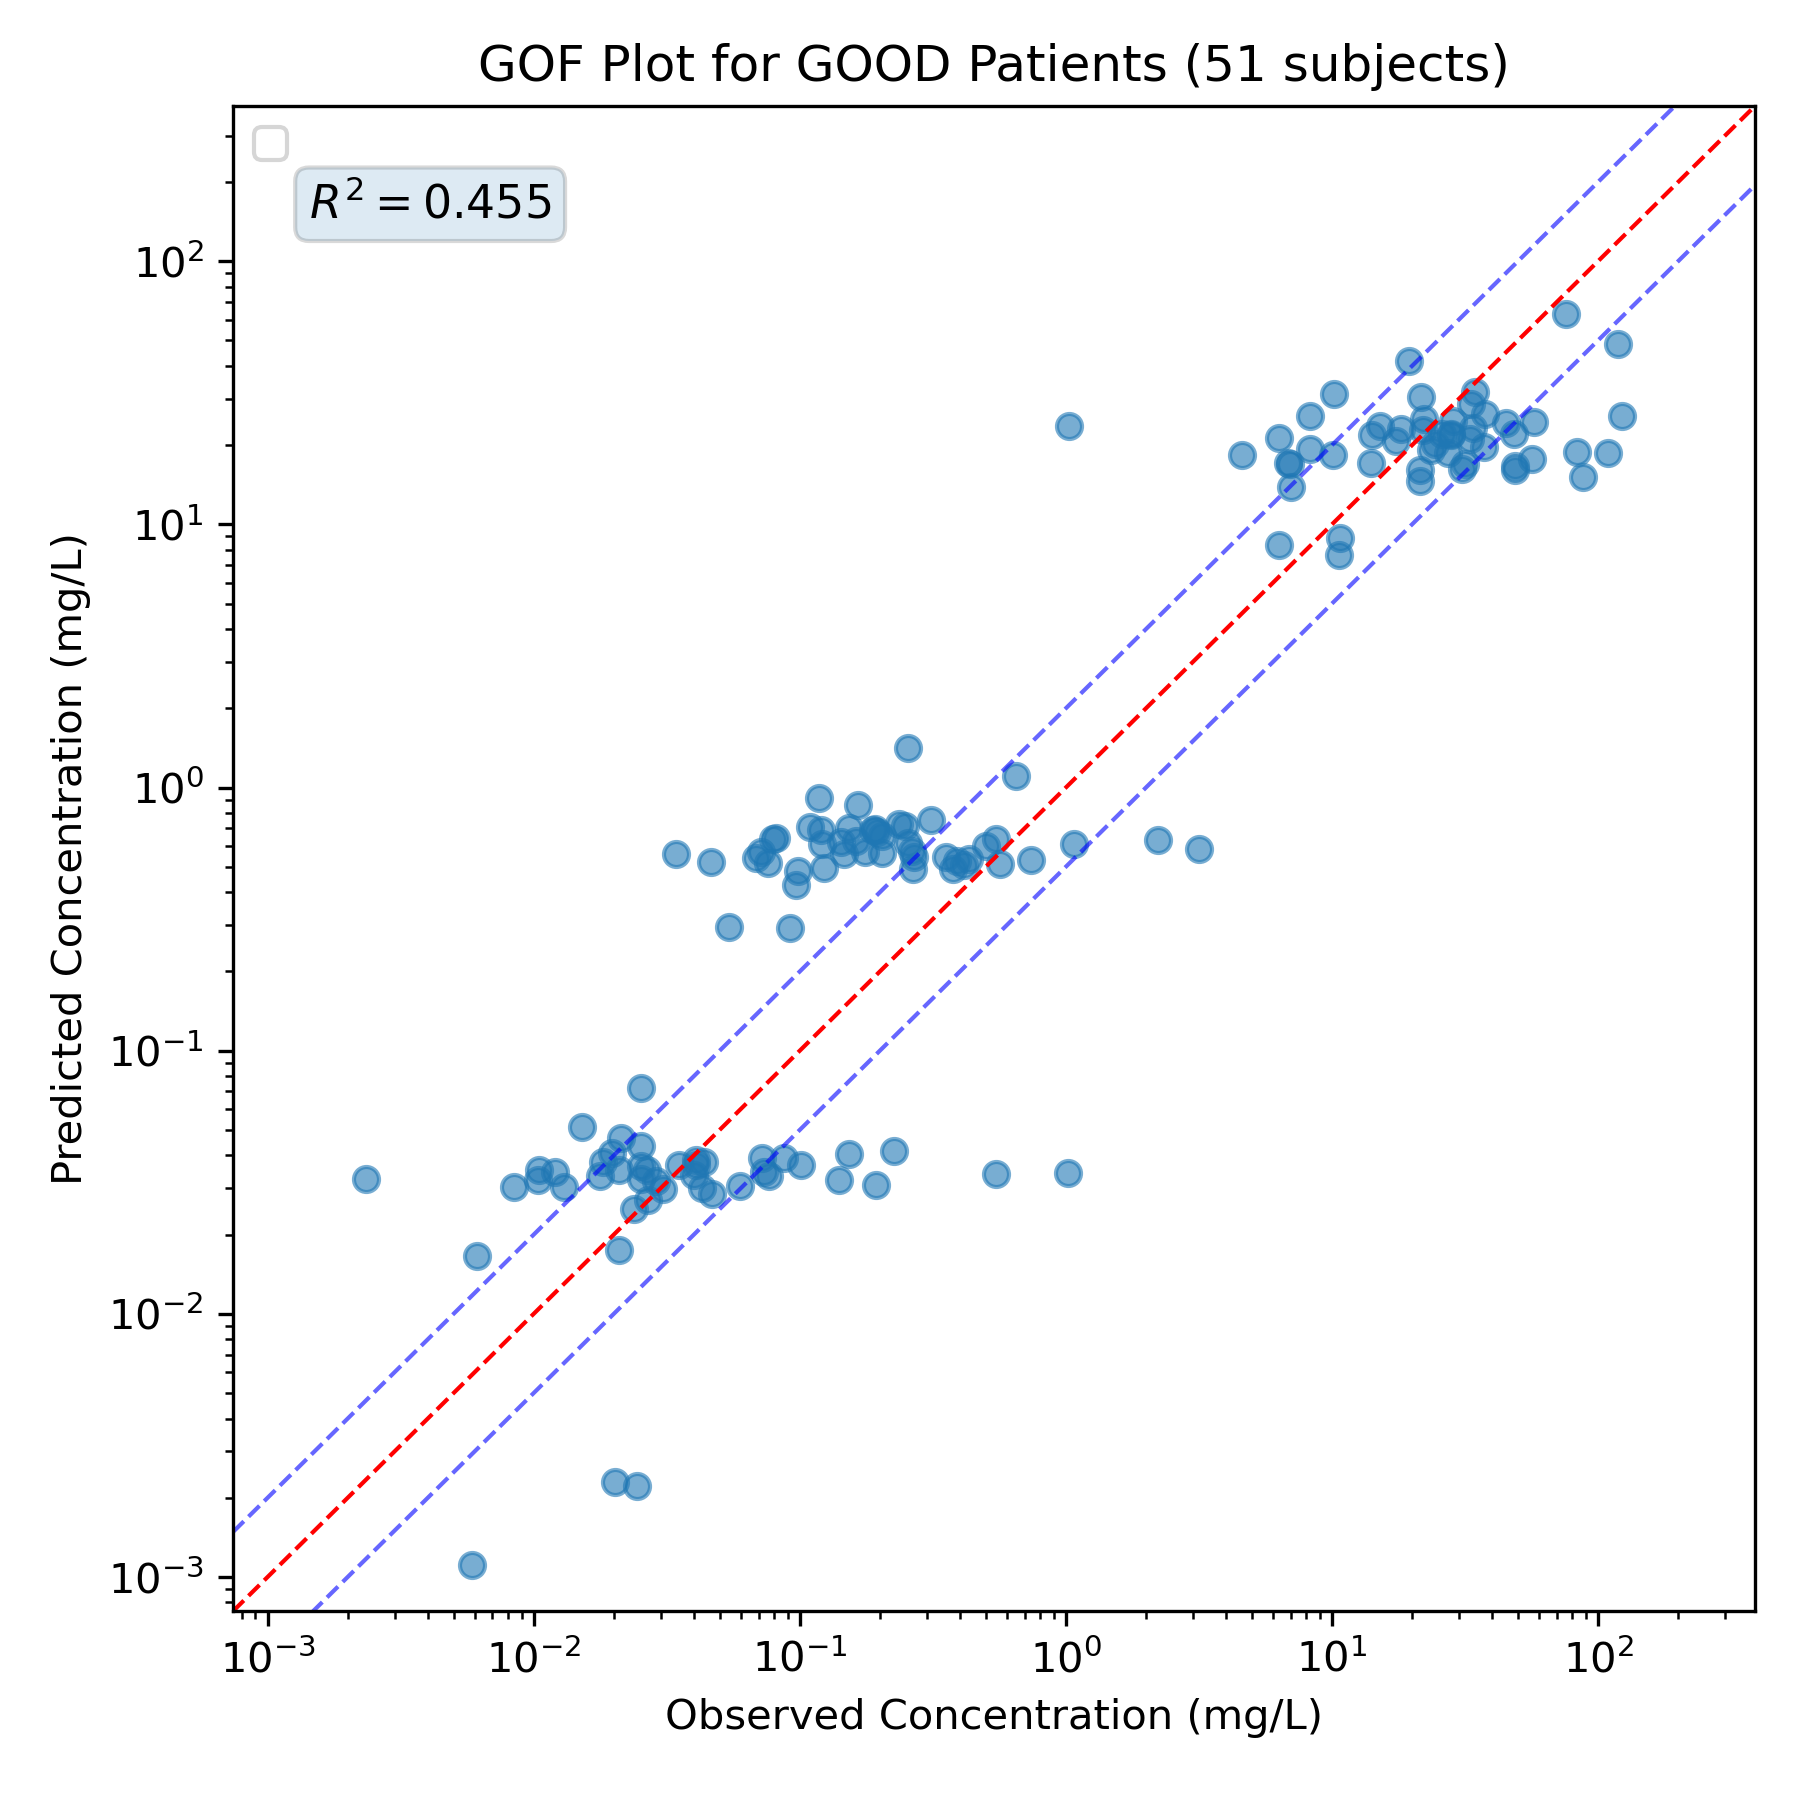 GOF Plot for GOOD Patients (51 subjects)
R² = 0.455
Predicted Concentration (mg/L)
10²
10¹
10⁰
10⁻¹
10⁻²
10⁻³
10⁻³ 10⁻² 10⁻¹ 10⁰ 10¹ 10²
Observed Concentration (mg/L)